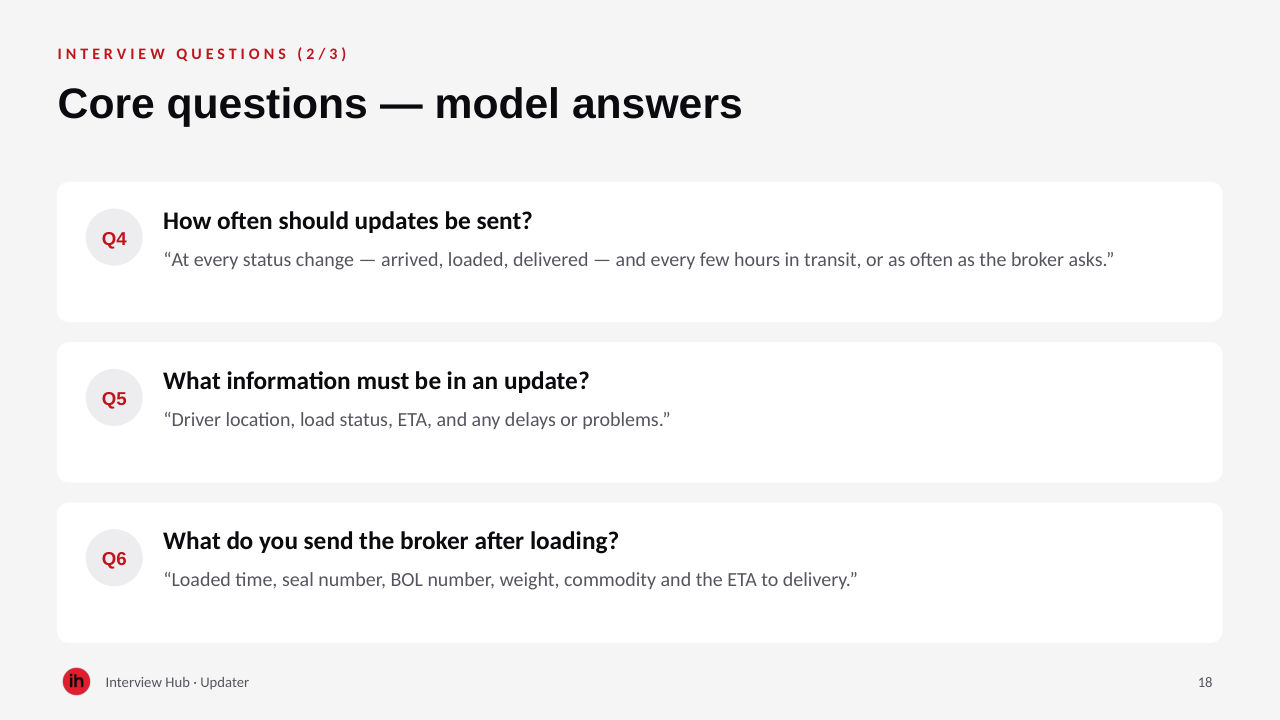 INTERVIEW QUESTIONS (2/3)
Core questions — model answers
Q4
How often should updates be sent?
“At every status change — arrived, loaded, delivered — and every few hours in transit, or as often as the broker asks.”
Q5
What information must be in an update?
“Driver location, load status, ETA, and any delays or problems.”
Q6
What do you send the broker after loading?
“Loaded time, seal number, BOL number, weight, commodity and the ETA to delivery.”
ih
Interview Hub · Updater
18